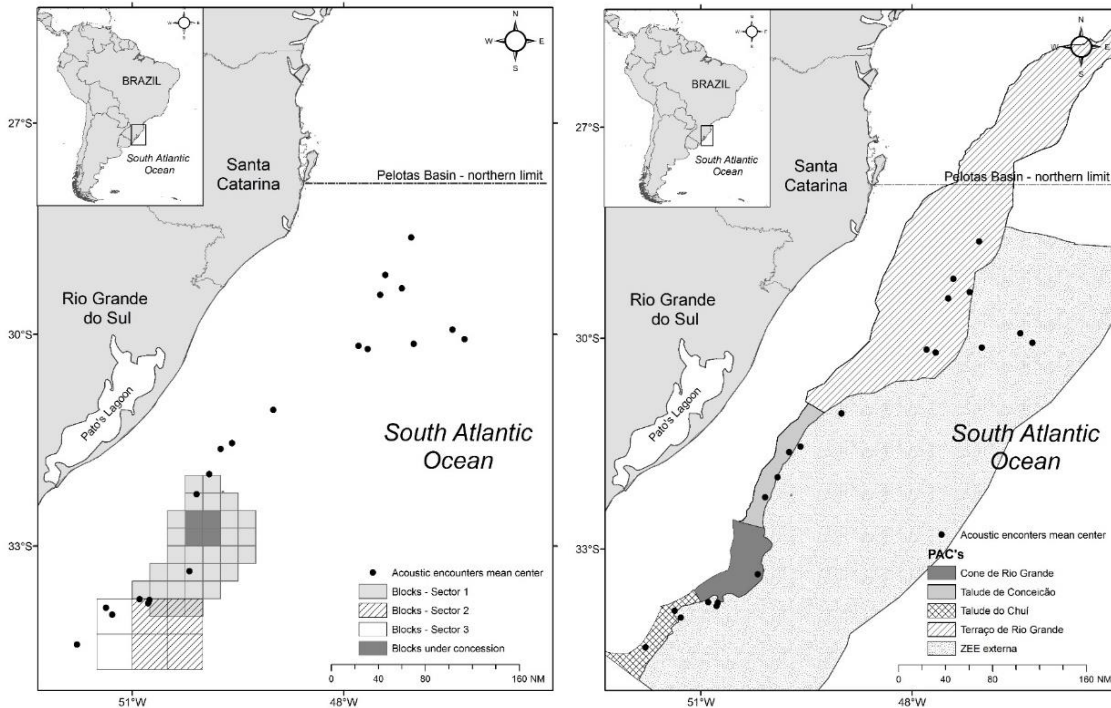 N
W E
S
BRAZIL
South Atlantic
Ocean
27°S
Santa
Catarina
Pelotas Basin - northern limit
Rio Grande
do Sul
30°S
Pato's Lagoon
South Atlantic
Ocean
33°S
Acoustic encounters mean center
Blocks - Sector 1
Blocks - Sector 2
Blocks - Sector 3
Blocks under concession
0 40 80 160 NM
51°W 48°W
N
W E
S
BRAZIL
South Atlantic
Ocean
27°S
Santa
Catarina
Pelotas Basin - northern limit
Rio Grande
do Sul
30°S
Pato's Lagoon
South Atlantic
Ocean
33°S
Acoustic enconters mean center
PAC's
Cone de Rio Grande
Talude de Conceição
Talude do Chuí
Terraço de Rio Grande
ZEE externa
0 40 80 160 NM
51°W 48°W